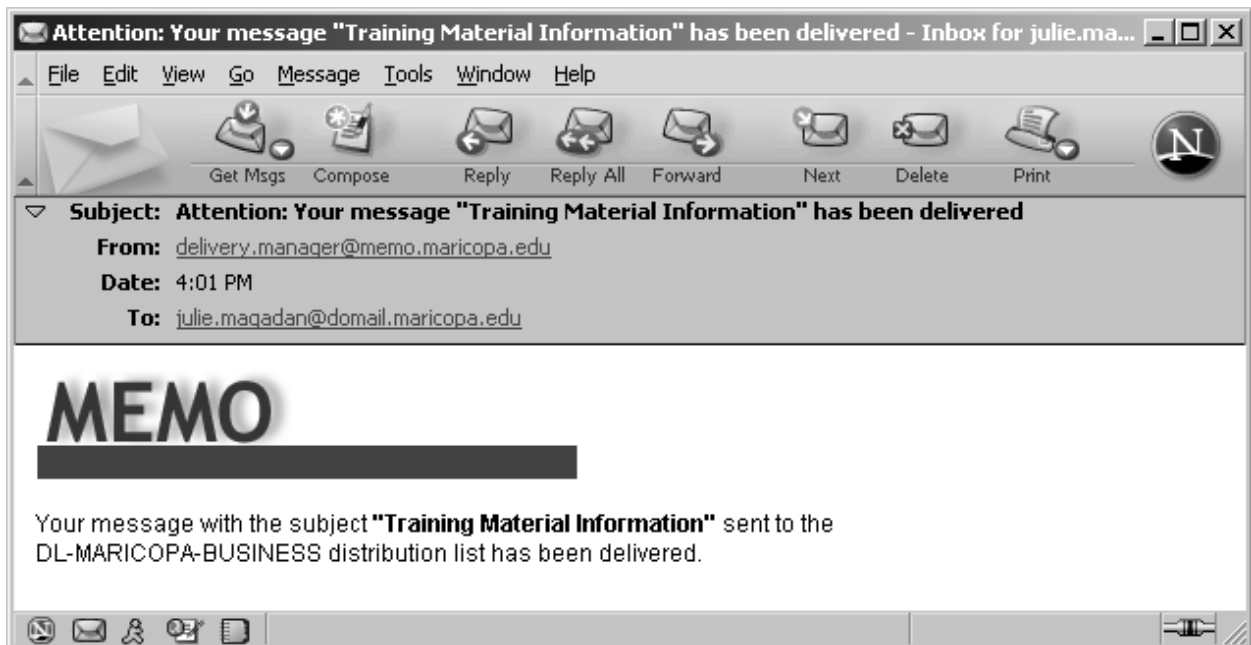 Attention: Your message "Training Material Information" has been delivered - Inbox for julie.ma...
File Edit View Go Message Tools Window Help
Get Msgs Compose Reply Reply All Forward Next Delete Print
N
Subject: Attention: Your message "Training Material Information" has been delivered
From: delivery.manager@memo.maricopa.edu
Date: 4:01 PM
To: julie.magadan@domail.maricopa.edu
MEMO
Your message with the subject "Training Material Information" sent to the
DL-MARICOPA-BUSINESS distribution list has been delivered.